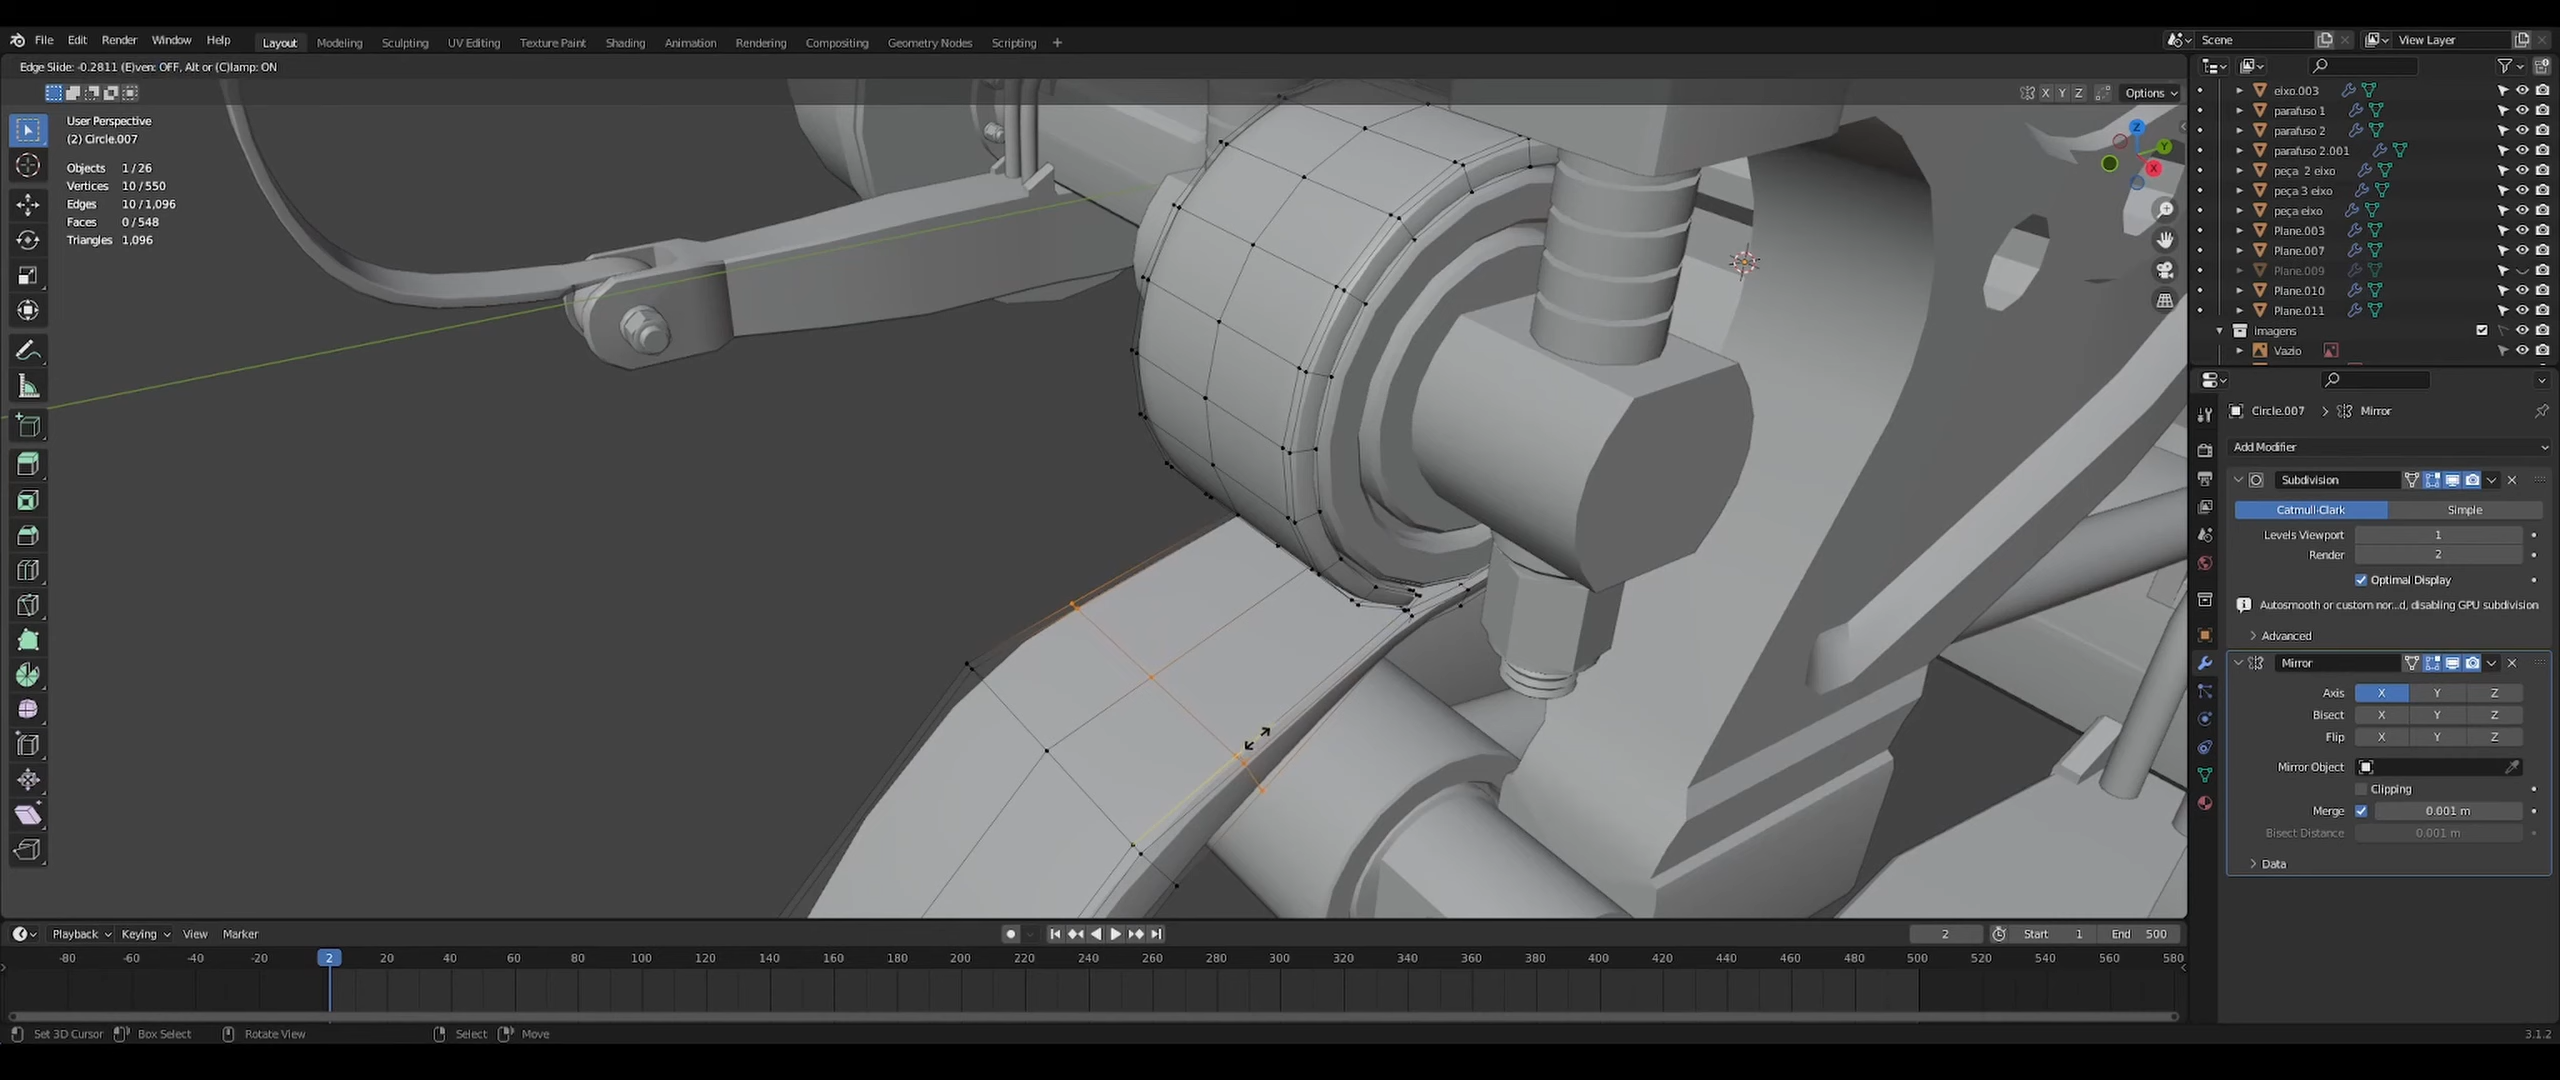 File Edit Render Window Help Layout Modeling Sculpting UV Editing Texture Paint Shading Animation Rendering Compositing Geometry Nodes Scripting + Scene View Layer
Edge Slide: -0.2811 (E)ven: OFF, Alt or (C)lamp: ON
X Y Z Options
User Perspective
(2) Circle.007
Objects 1/26
Vertices 10/550
Edges 10/1,096
Faces 0/548
Triangles 1,096
Z
Y
X
eixo.003
parafuso 1
parafuso 2
parafuso 2.001
peça 2 eixo
peça 3 eixo
peça eixo
Plane.003
Plane.007
Plane.009
Plane.010
Plane.011
Imagens
Vazio
Circle.007 > Mirror
Add Modifier
Subdivision
Catmull-Clark Simple
Levels Viewport 1
Render 2
Optimal Display
Autosmooth or custom nor...d, disabling GPU subdivision
Advanced
Mirror
Axis X Y Z
Bisect X Y Z
Flip X Y Z
Mirror Object
Clipping
Merge 0.001 m
Bisect Distance 0.001 m
Data
Playback Keying View Marker 2 Start 1 End 500
-80 -60 -40 -20 2 20 40 60 80 100 120 140 160 180 200 220 240 260 280 300 320 340 360 380 400 420 440 460 480 500 520 540 560 580
Set 3D Cursor Box Select Rotate View Select Move 3.1.2